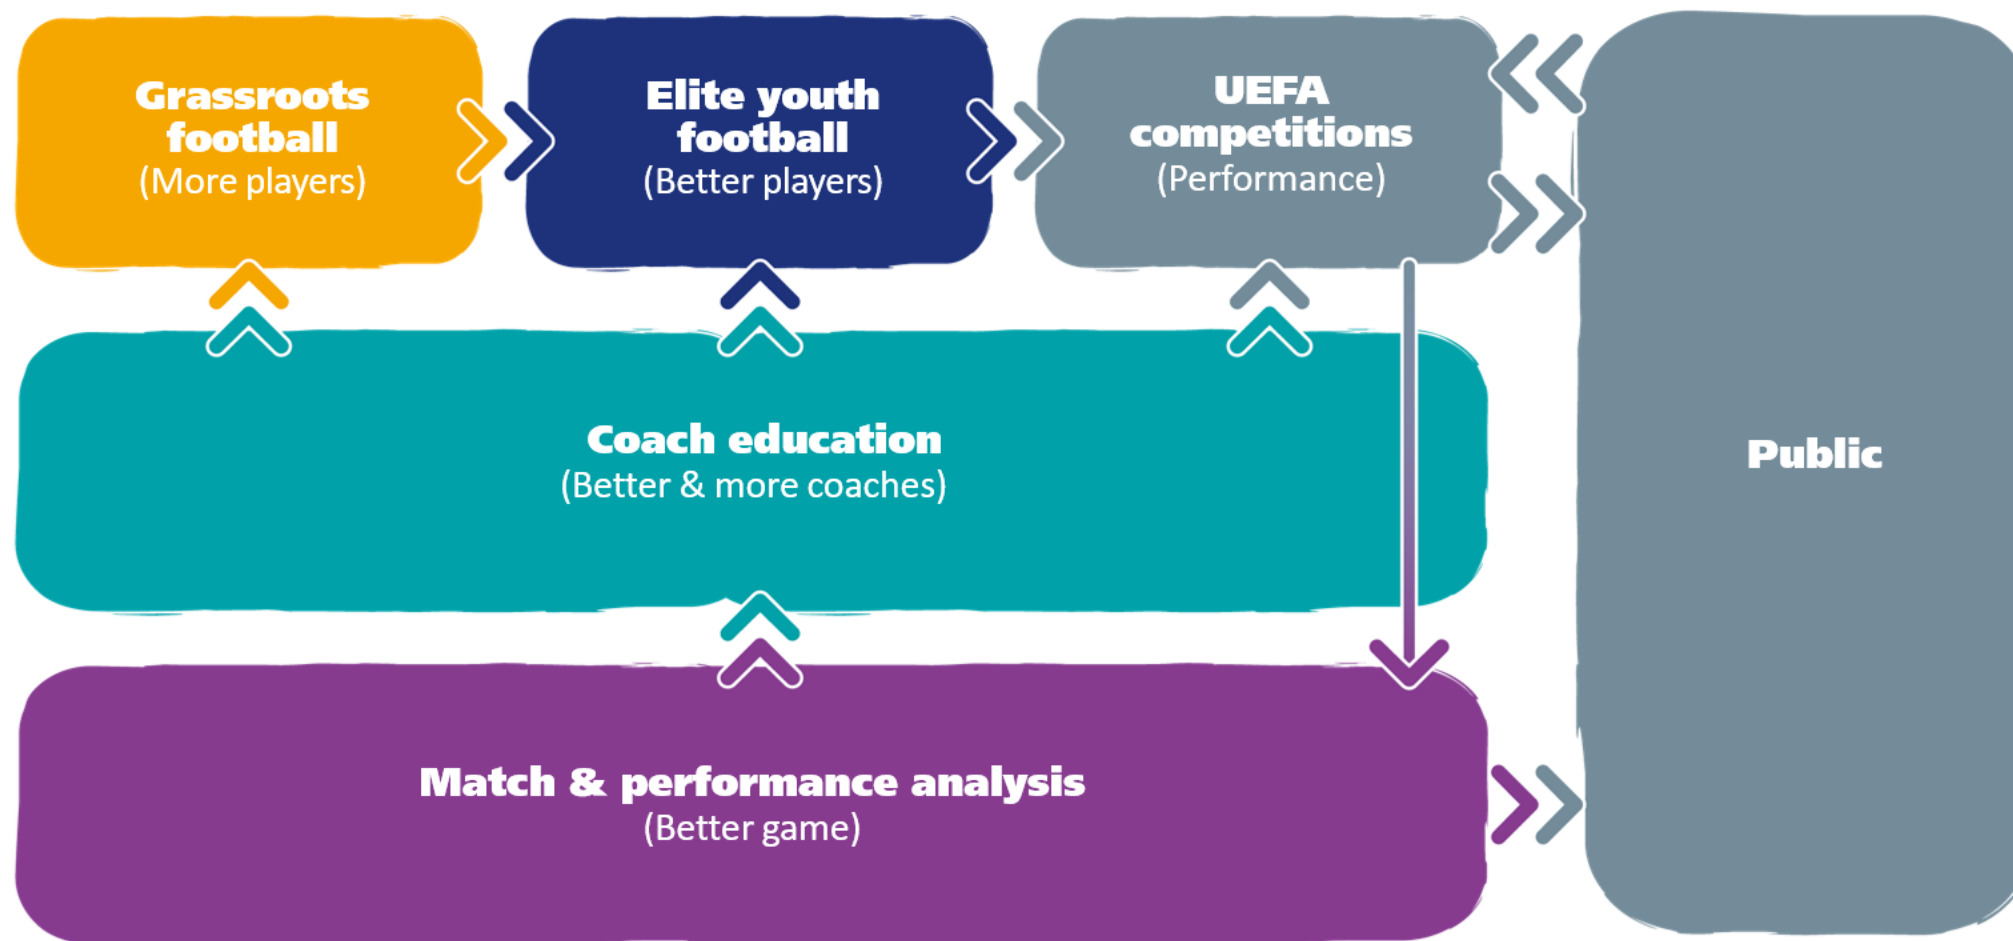 Grassroots
football
(More players)
Elite youth
football
(Better players)
UEFA
competitions
(Performance)
Coach education
(Better & more coaches)
Public
Match & performance analysis
(Better game)